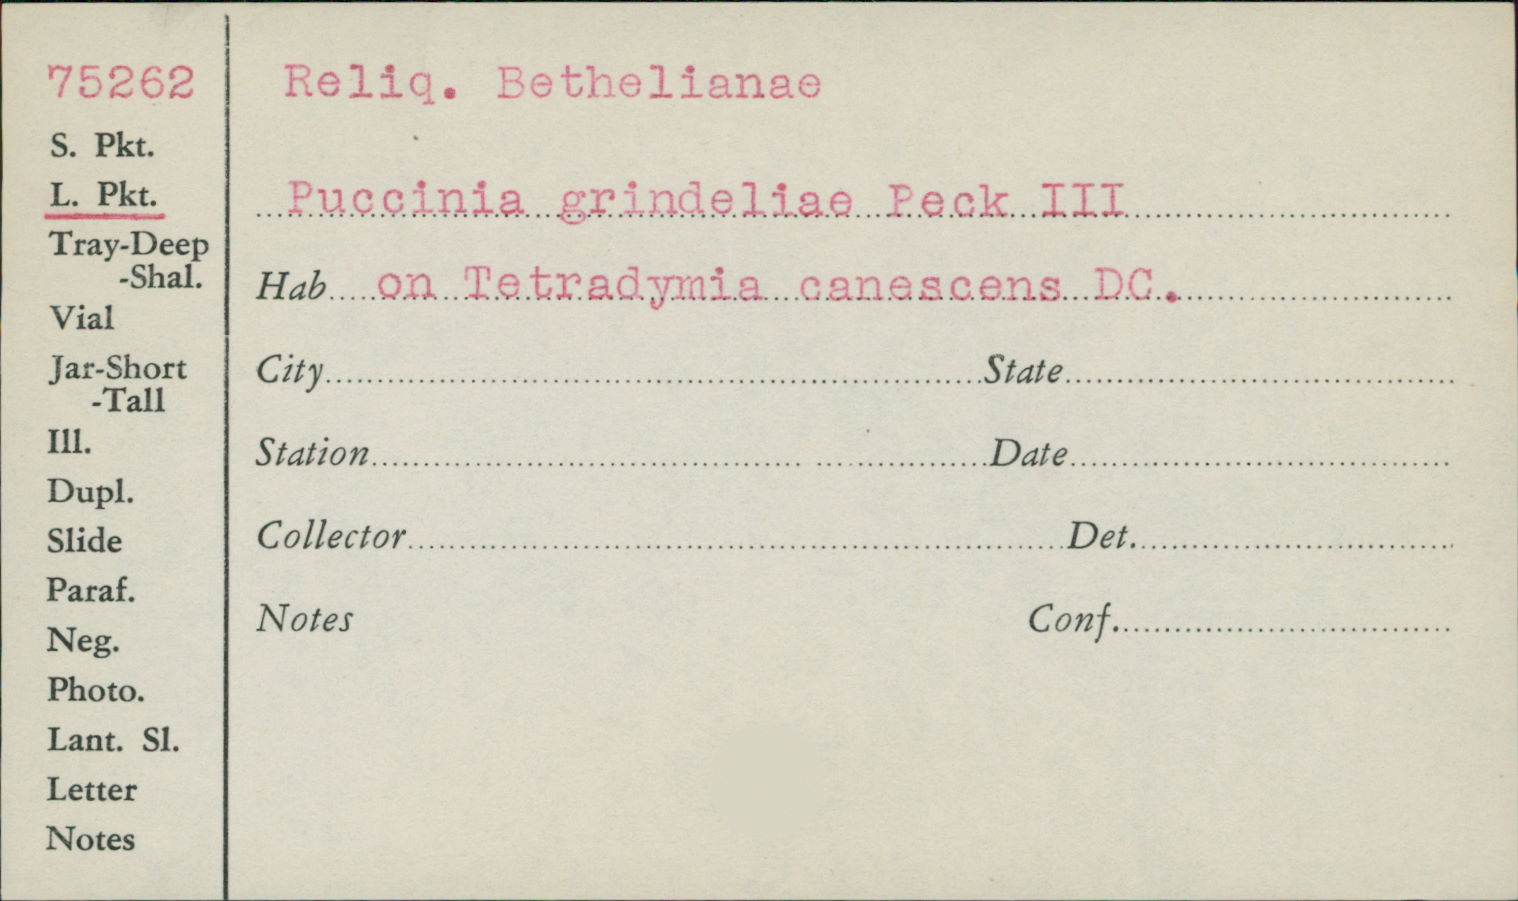 75262
S. Pkt.
L. Pkt.
Tray-Deep
-Shal.
Vial
Jar-Short
-Tall
Ill.
Dupl.
Slide
Paraf.
Neg.
Photo.
Lant. Sl.
Letter
Notes
Reliq. Bethelianae
Puccinia grindeliae Peck III
Hab on Tetradymia canescens DC.
City State
Station Date
Collector Det.
Notes Conf.